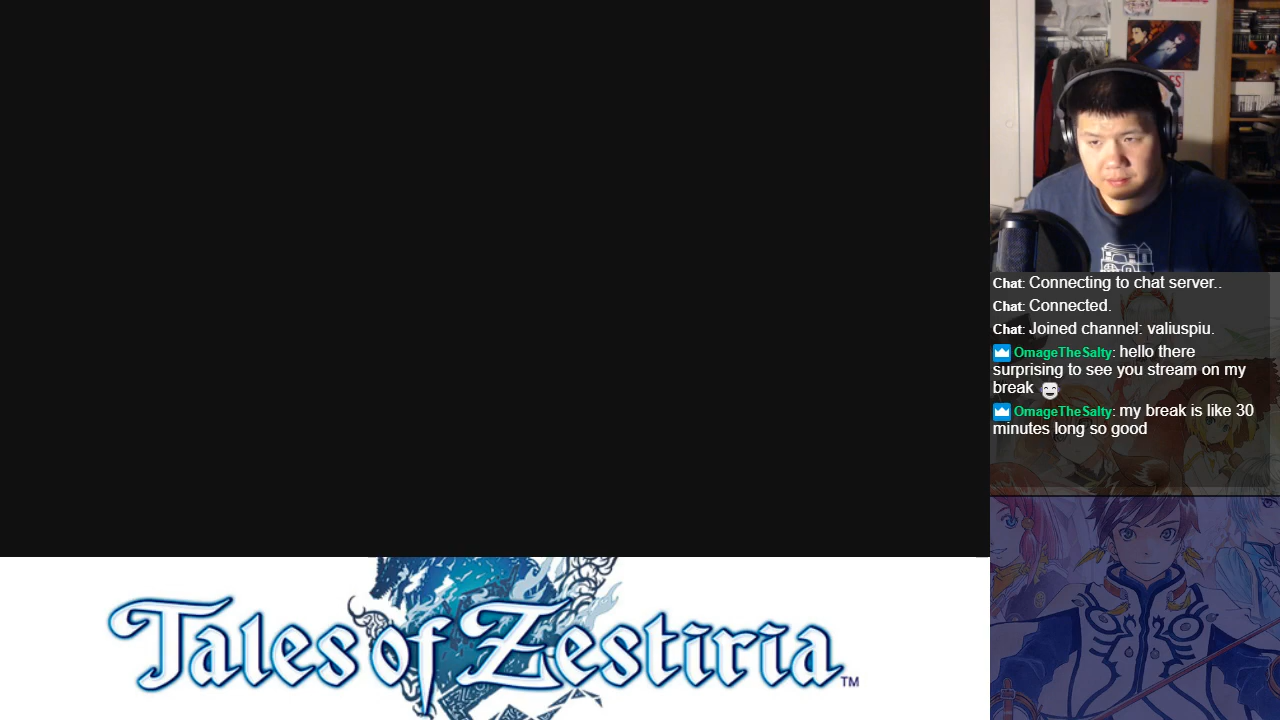 Chat: Connecting to chat server..
Chat: Connected.
Chat: Joined channel: valiuspiu.
OmageTheSalty: hello there
surprising to see you stream on my
break
OmageTheSalty: my break is like 30
minutes long so good
Tales of Zestiria™